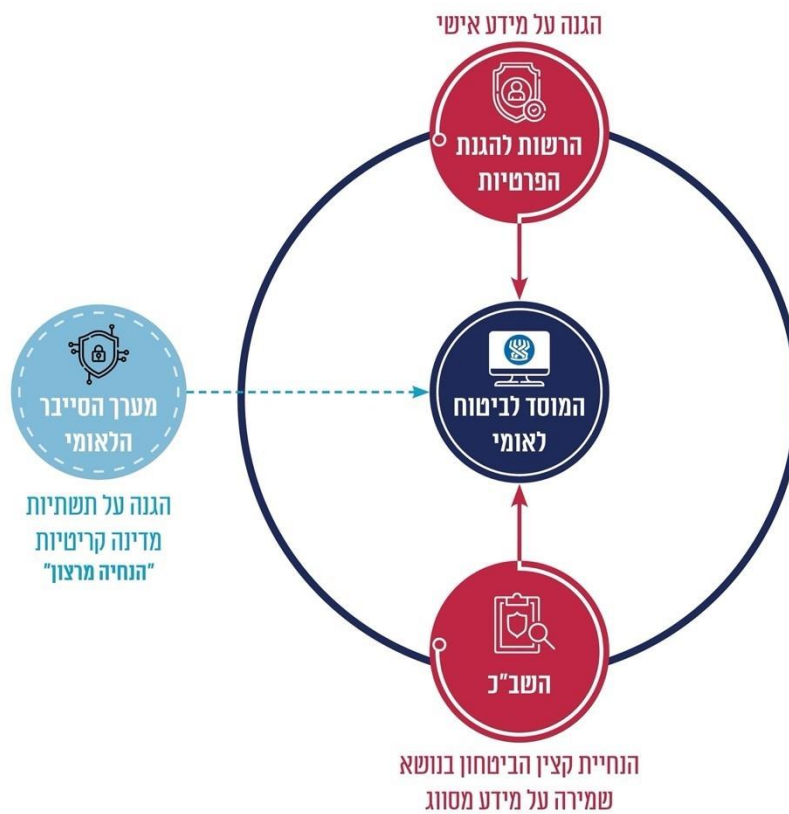 הגנה על מידע אישי
הרשות להגנת
הפרטיות
המוסד לביטוח
לאומי
מערך הסייבר
הלאומי
הגנה על תשתיות
מדינה קריטיות
"הנחיה מרצון"
השב"כ
הנחיית קצין הביטחון בנושא
שמירה על מידע מסווג